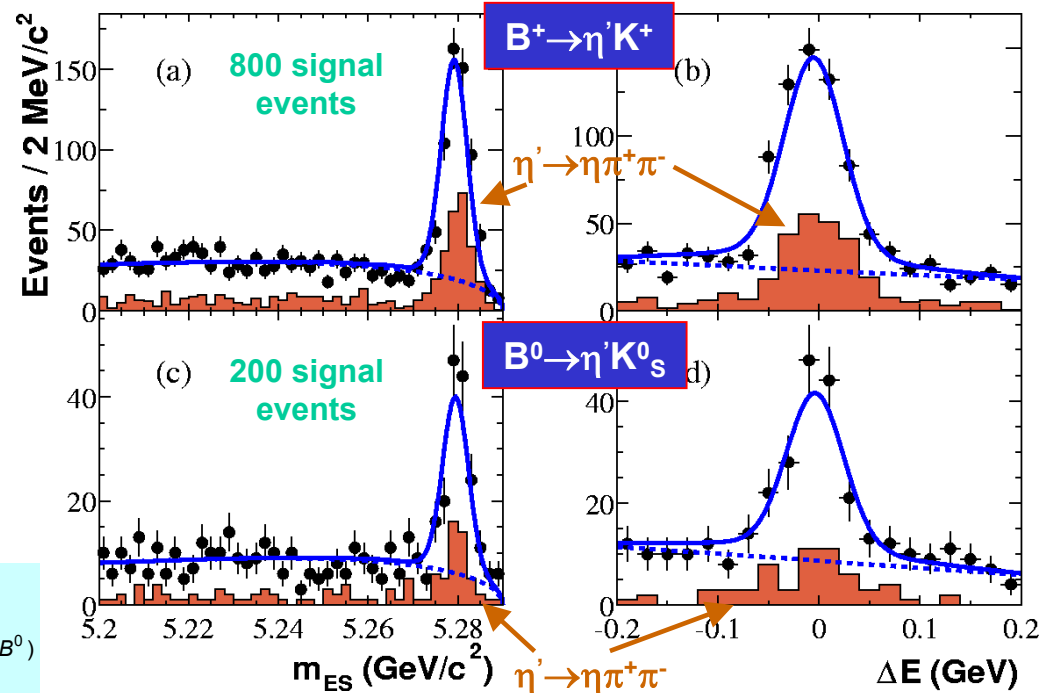 B⁺→η’K⁺
(a)
800 signal
events
(b)
Events / 2 MeV/c²
150
100
50
0
150
100
50
0
η’→ηπ⁺π⁻
B⁰→η’K⁰S
(c)
200 signal
events
d)
40
20
0
40
20
0
5.2
5.22
5.24
5.26
5.28
-0.2
-0.1
0
0.1
0.2
mES (GeV/c²)
η’→ηπ⁺π⁻
ΔE (GeV)
B⁰ )